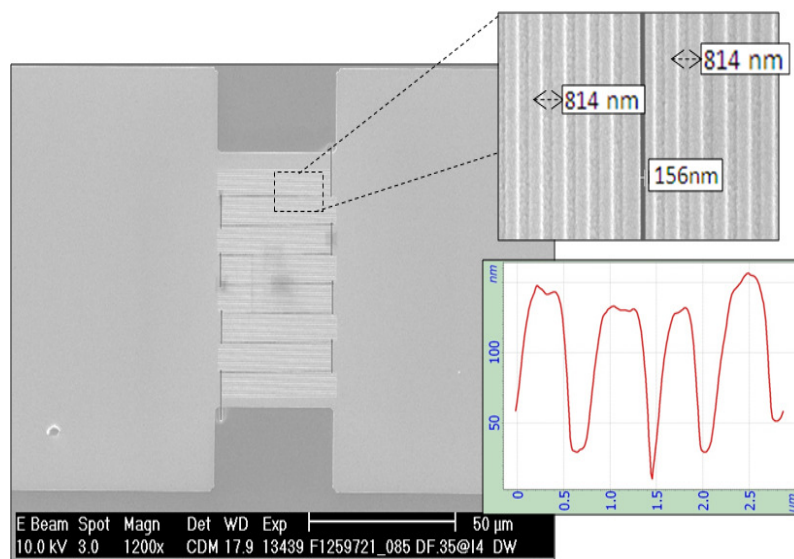 814 nm
814 nm
156nm
nm
100
50
0
0.5
1.5
2.0
2.5
μm
E Beam Spot Magn Det WD Exp 50 μm
10.0 kV 3.0 1200x CDM 17.9 13439 F1259721_085 DF.35@I4 DW